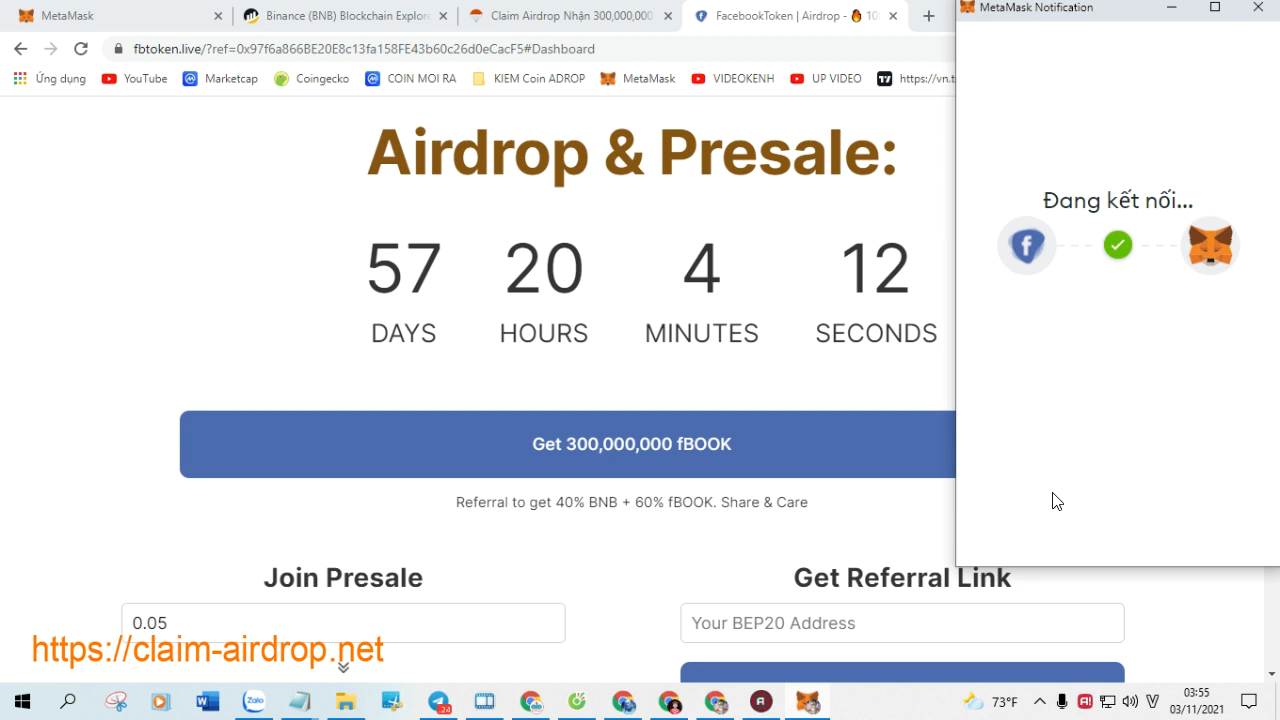 MetaMask
Binance (BNB) Blockchain Explore
Claim Airdrop Nhận 300,000,000
FacebookToken | Airdrop - 🔥 10
MetaMask Notification
fbtoken.live/?ref=0x97f6a866BE20E8c13fa158FE43b60c26d0eCacF5#Dashboard
Ứng dụng
YouTube
Marketcap
Coingecko
COIN MOI RA
KIEM Coin ADROP
MetaMask
VIDEOKENH
UP VIDEO
https://vn.t
Airdrop & Presale:
Đang kết nối...
57 20 4 12
DAYS HOURS MINUTES SECONDS
Get 300,000,000 fBOOK
Referral to get 40% BNB + 60% fBOOK. Share & Care
Join Presale
Get Referral Link
0.05
Your BEP20 Address
https://claim-airdrop.net
Zalo
24
73°F
03:55
03/11/2021